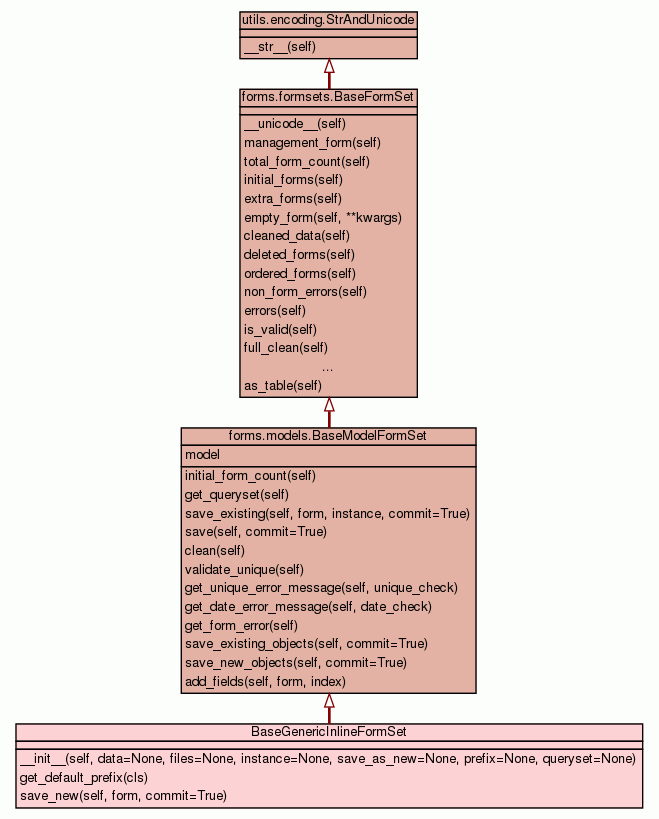 utils.encoding.StrAndUnicode
__str__(self)
forms.formsets.BaseFormSet
__unicode__(self)
management_form(self)
total_form_count(self)
initial_forms(self)
extra_forms(self)
empty_form(self, **kwargs)
cleaned_data(self)
deleted_forms(self)
ordered_forms(self)
non_form_errors(self)
errors(self)
is_valid(self)
full_clean(self)
...
as_table(self)
forms.models.BaseModelFormSet
model
initial_form_count(self)
get_queryset(self)
save_existing(self, form, instance, commit=True)
save(self, commit=True)
clean(self)
validate_unique(self)
get_unique_error_message(self, unique_check)
get_date_error_message(self, date_check)
get_form_error(self)
save_existing_objects(self, commit=True)
save_new_objects(self, commit=True)
add_fields(self, form, index)
BaseGenericInlineFormSet
__init__(self, data=None, files=None, instance=None, save_as_new=None, prefix=None, queryset=None)
get_default_prefix(cls)
save_new(self, form, commit=True)